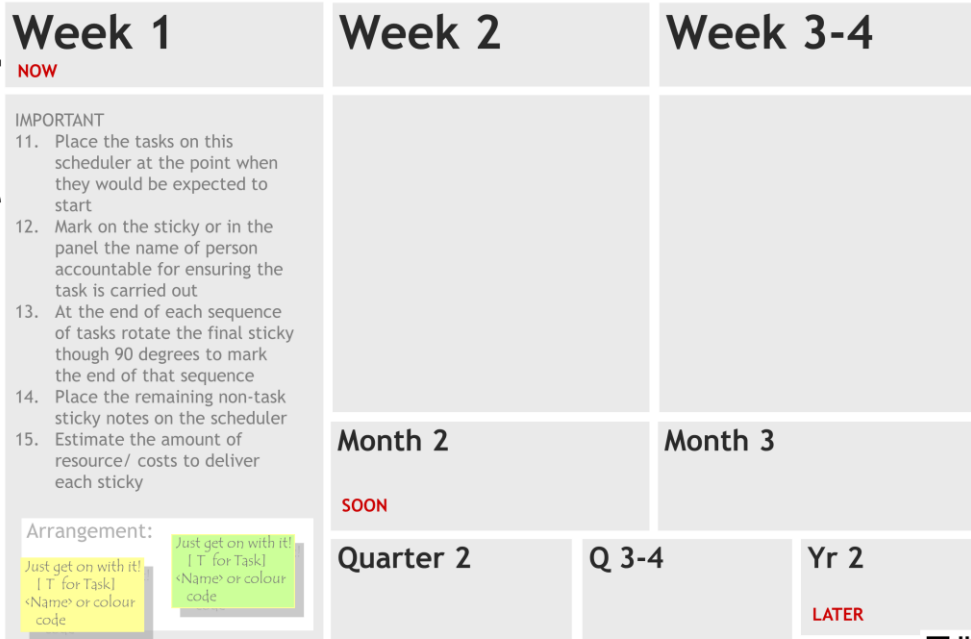 Week 1
NOW
Week 2
Week 3-4
IMPORTANT
11. Place the tasks on this
scheduler at the point when
they would be expected to
start
12. Mark on the sticky or in the
panel the name of person
accountable for ensuring the
task is carried out
13. At the end of each sequence
of tasks rotate the final sticky
though 90 degrees to mark
the end of that sequence
14. Place the remaining non-task
sticky notes on the scheduler
15. Estimate the amount of
resource/ costs to deliver
each sticky
Arrangement:
Just get on with it!
[ T for Task]
<Name> or colour
code
Just get on with it!
[ T for Task]
<Name> or colour
code
Month 2
SOON
Month 3
Quarter 2
Q 3-4
Yr 2
LATER